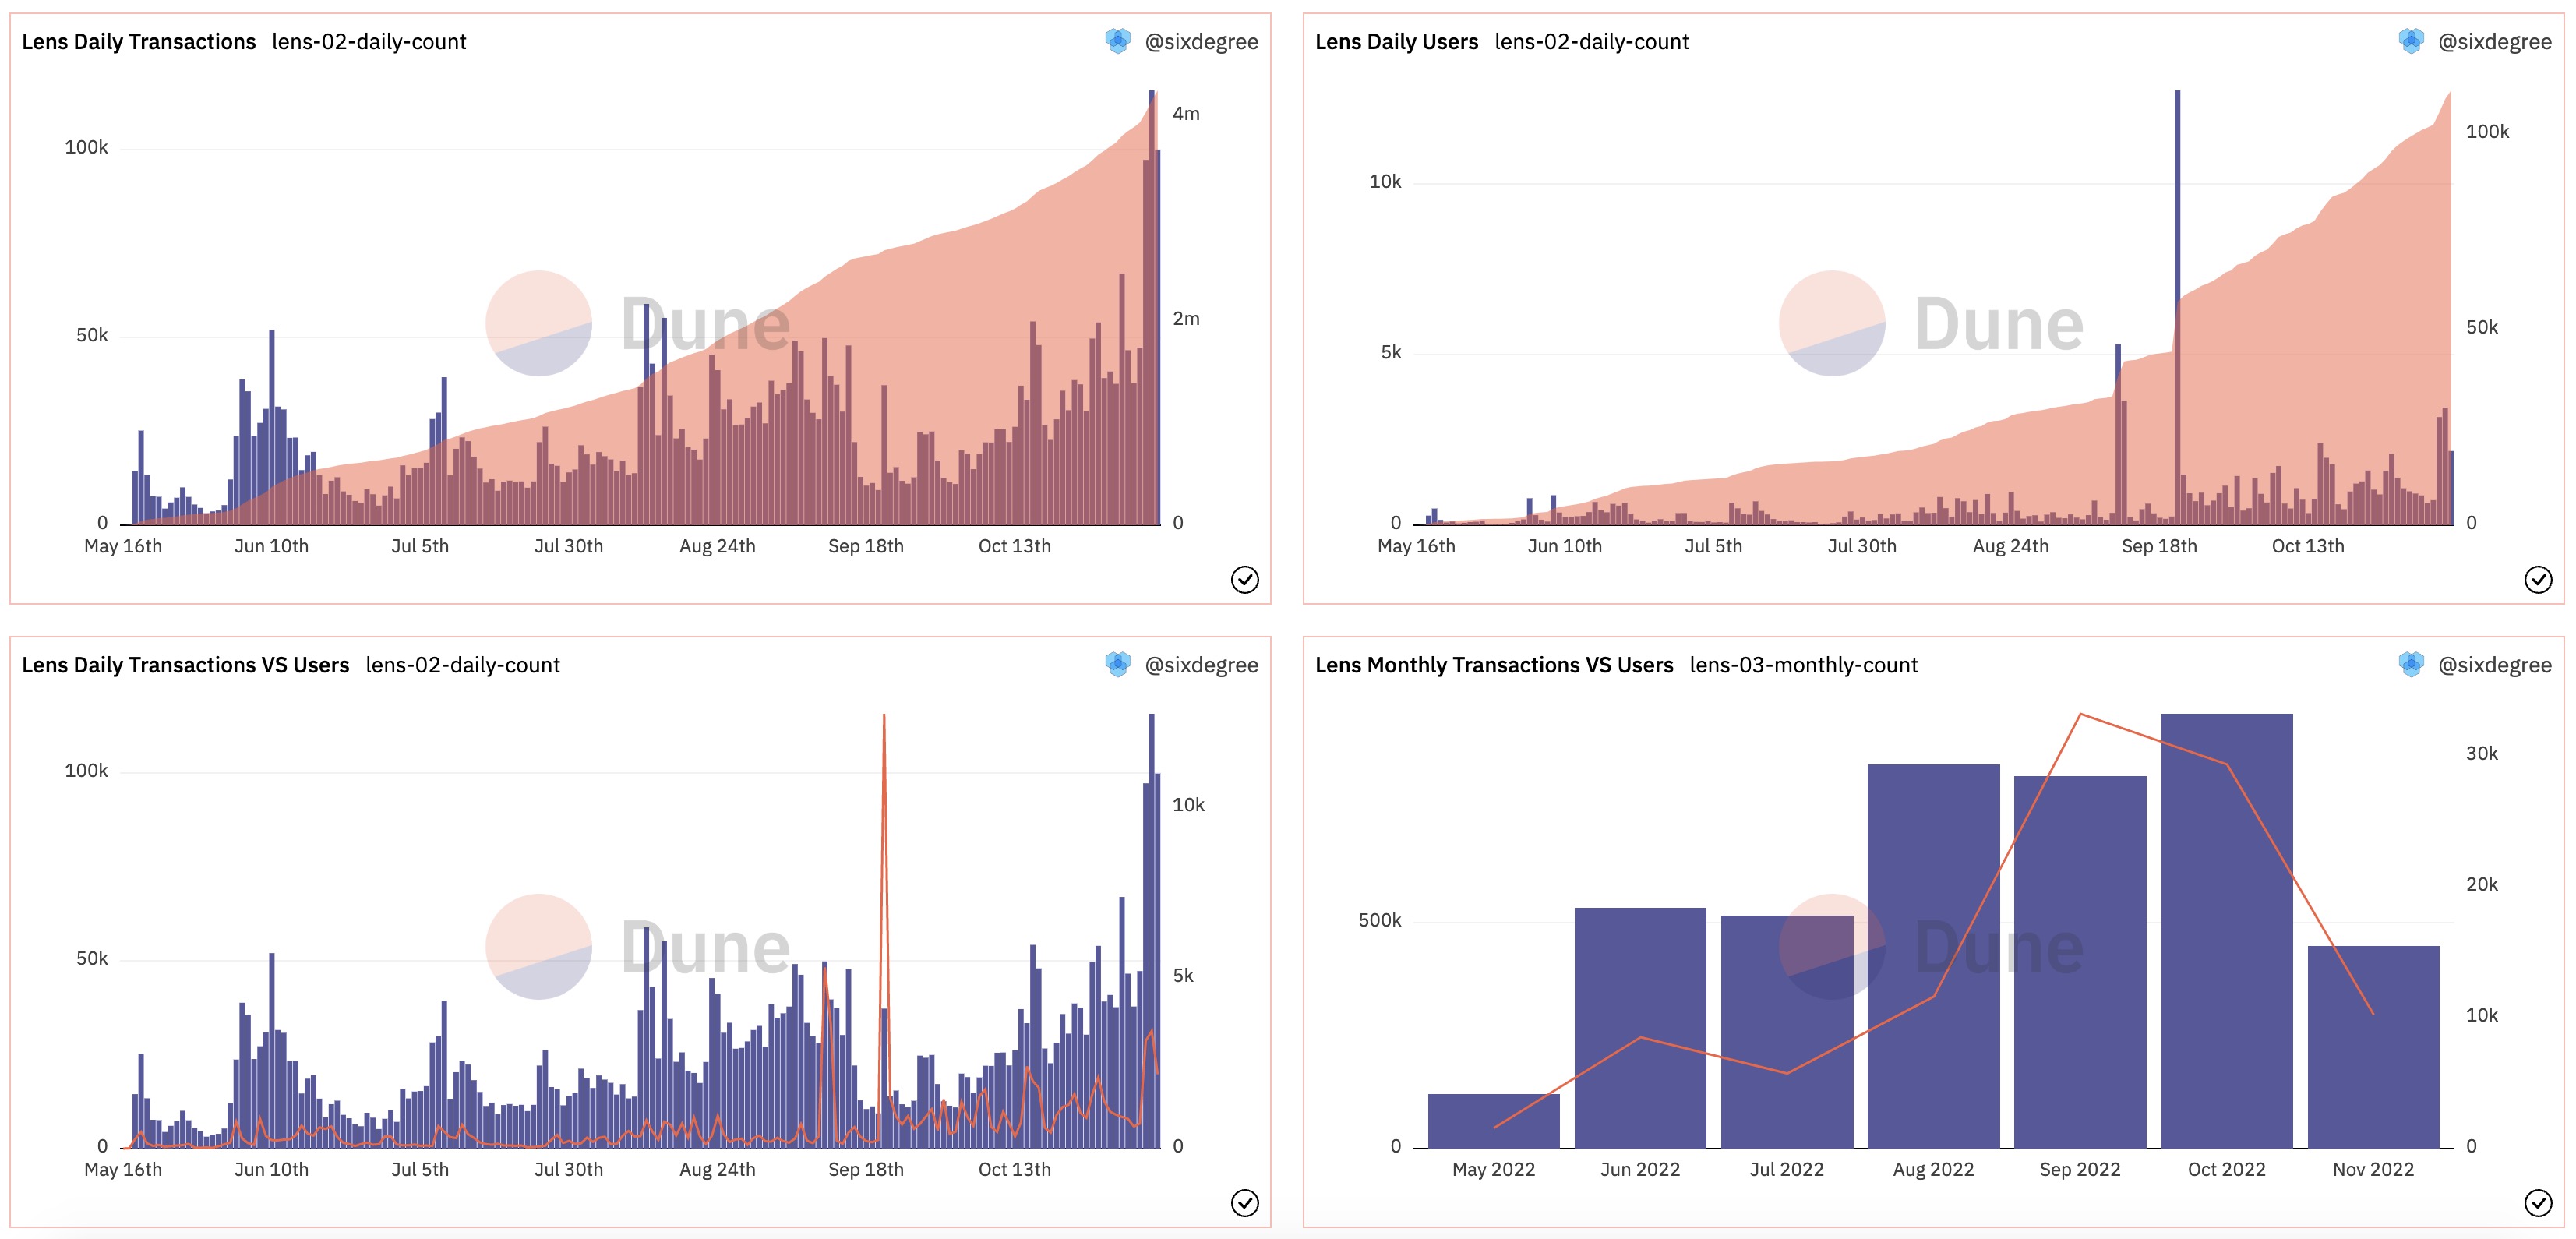 Lens Daily Transactions lens-02-daily-count @sixdegree
100k
50k
0
4m
2m
0
Dune
May 16th Jun 10th Jul 5th Jul 30th Aug 24th Sep 18th Oct 13th
Lens Daily Users lens-02-daily-count @sixdegree
10k
5k
0
100k
50k
0
Dune
May 16th Jun 10th Jul 5th Jul 30th Aug 24th Sep 18th Oct 13th
Lens Daily Transactions VS Users lens-02-daily-count @sixdegree
100k
50k
0
10k
5k
0
Dune
May 16th Jun 10th Jul 5th Jul 30th Aug 24th Sep 18th Oct 13th
Lens Monthly Transactions VS Users lens-03-monthly-count @sixdegree
500k
0
30k
20k
10k
0
Dune
May 2022 Jun 2022 Jul 2022 Aug 2022 Sep 2022 Oct 2022 Nov 2022